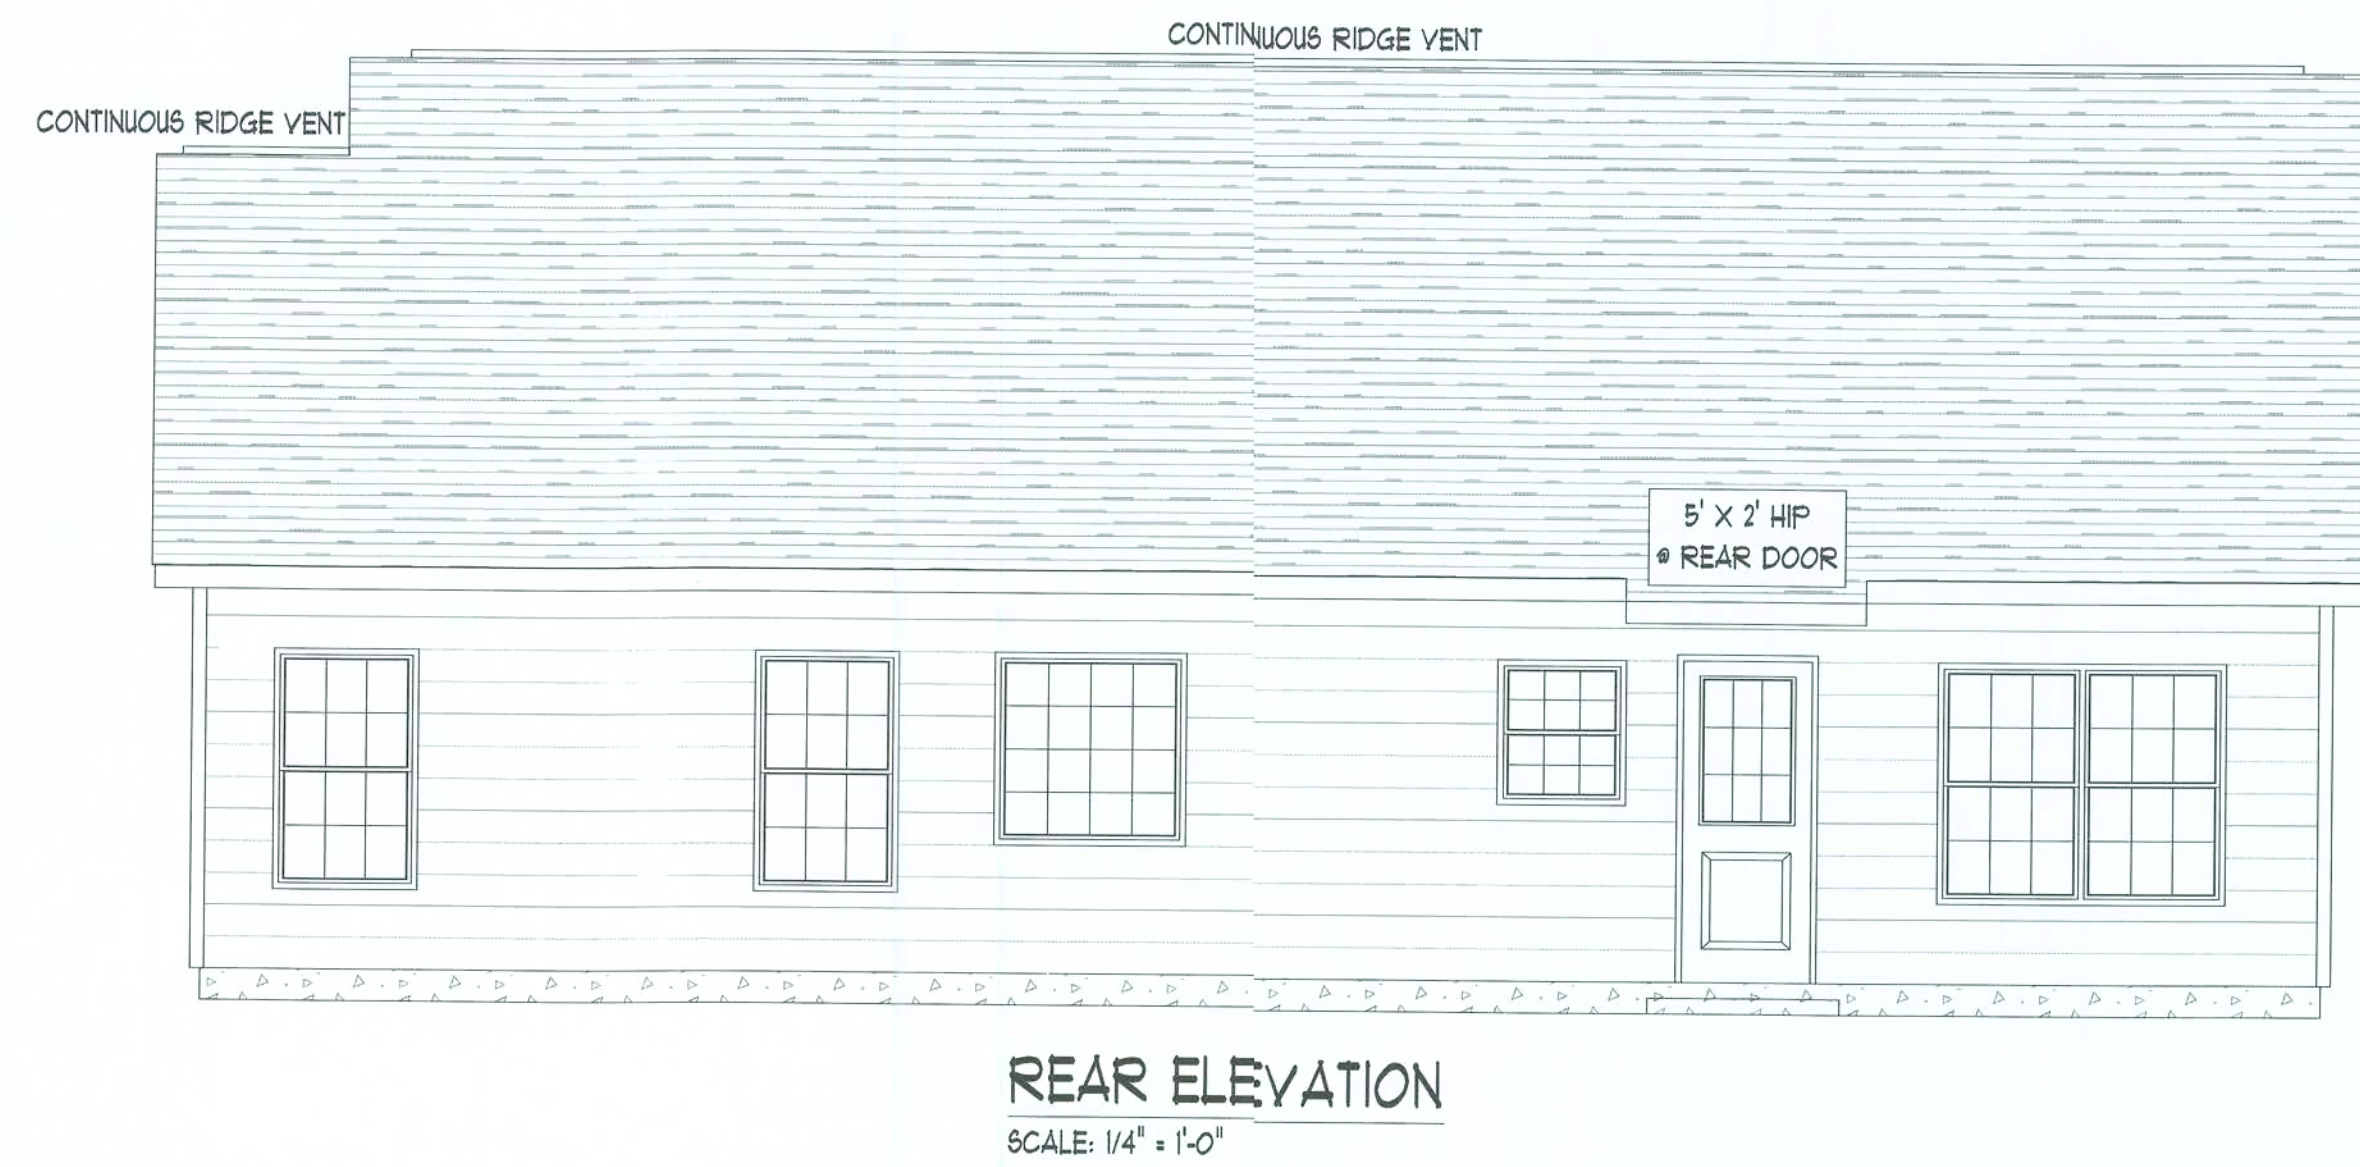 CONTINUOUS RIDGE VENT
CONTINUOUS RIDGE VENT
5' X 2' HIP
@ REAR DOOR
REAR ELEVATION
SCALE: 1/4" = 1'-0"